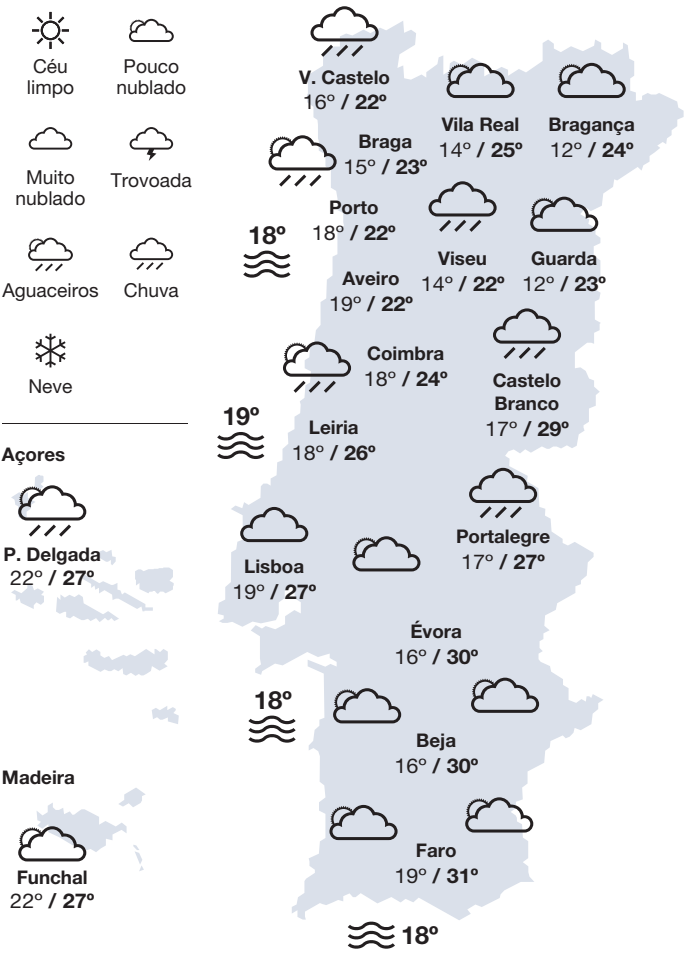 Céu
limpo
Pouco
nublado
Muito
nublado
Trovoada
Aguaceiros
Chuva
Neve
Açores
P. Delgada
22º / 27º
Madeira
Funchal
22º / 27º
V. Castelo
16º / 22º
Braga
15º / 23º
Vila Real
14º / 25º
Bragança
12º / 24º
Porto
18º / 22º
18º
Viseu
14º / 22º
Guarda
12º / 23º
Aveiro
19º / 22º
Coimbra
18º / 24º
Castelo
Branco
17º / 29º
19º
Leiria
18º / 26º
Portalegre
17º / 27º
Lisboa
19º / 27º
Évora
16º / 30º
18º
Beja
16º / 30º
Faro
19º / 31º
18º